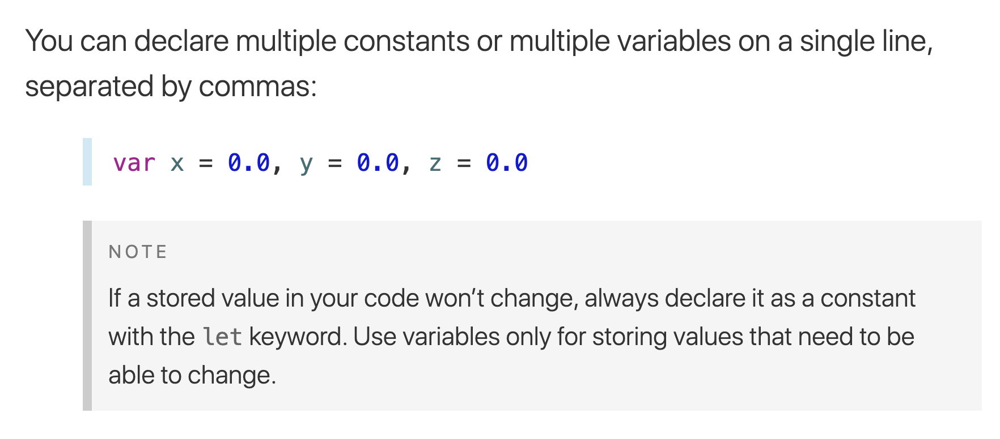 You can declare multiple constants or multiple variables on a single line,
separated by commas:
var x = 0.0, y = 0.0, z = 0.0
NOTE
If a stored value in your code won’t change, always declare it as a constant
with the let keyword. Use variables only for storing values that need to be
able to change.